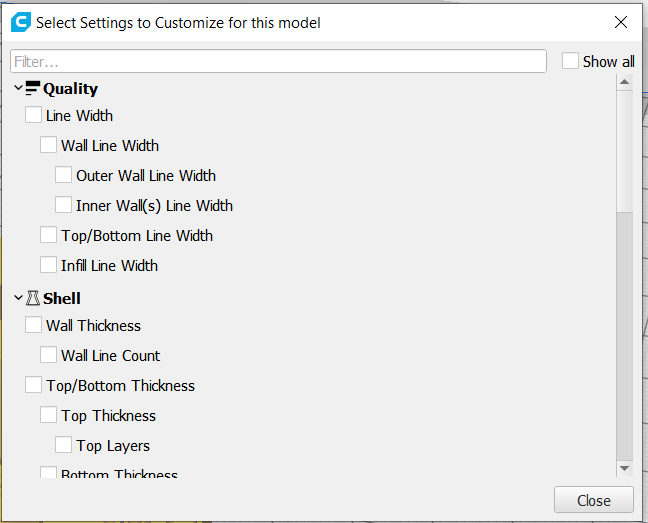 Select Settings to Customize for this model
Filter...
Show all
Quality
Line Width
Wall Line Width
Outer Wall Line Width
Inner Wall(s) Line Width
Top/Bottom Line Width
Infill Line Width
Shell
Wall Thickness
Wall Line Count
Top/Bottom Thickness
Top Thickness
Top Layers
Bottom Thickness
Close